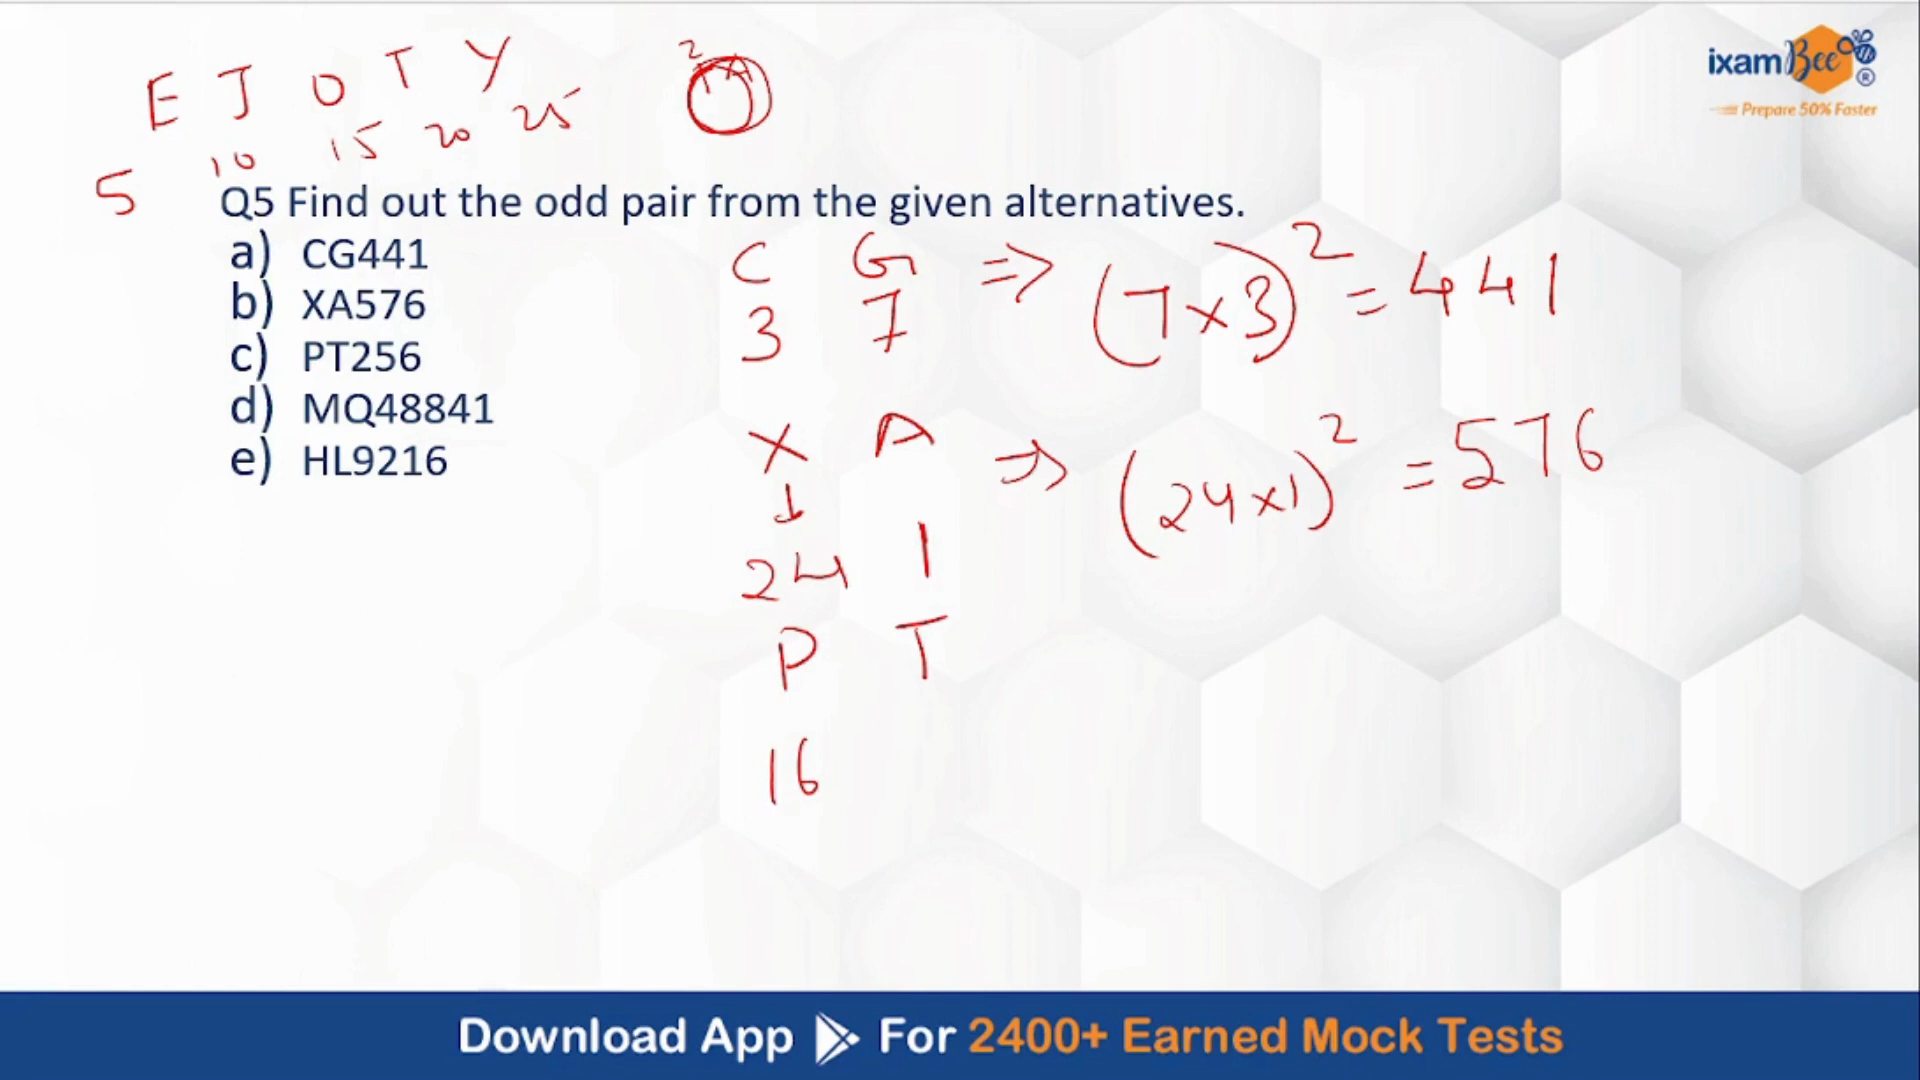 E J O T Y
5 10 15 20 25
2
ixamBee ®
Prepare 50% Faster
Q5 Find out the odd pair from the given alternatives.
a) CG441
b) XA576
c) PT256
d) MQ48841
e) HL9216
C G ⇒ (7×3)² = 441
3 7
X A ⇒ (24×1)² = 576
↓
24 1
P T
16
Download App For 2400+ Earned Mock Tests